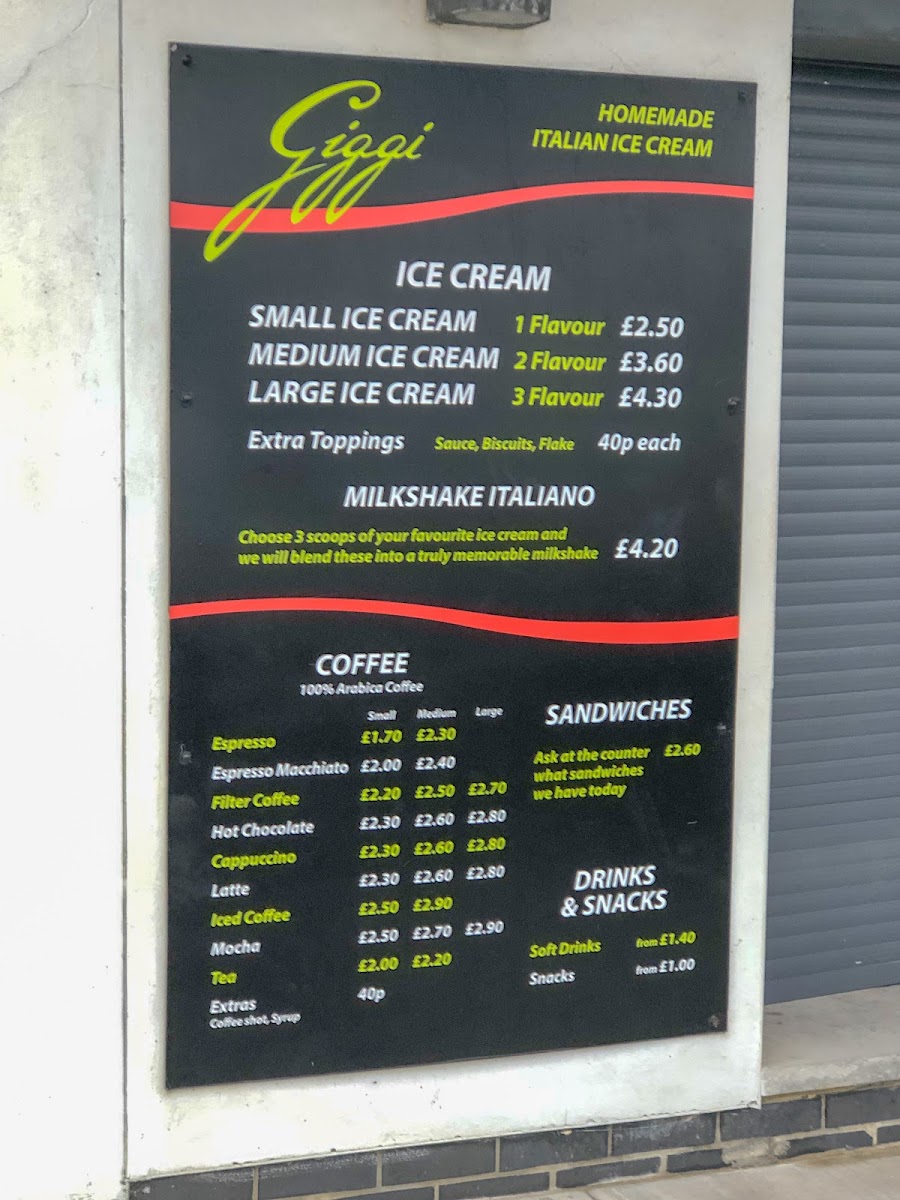 Giggi
HOMEMADE
ITALIAN ICE CREAM
ICE CREAM
SMALL ICE CREAM 1 Flavour £2.50
MEDIUM ICE CREAM 2 Flavour £3.60
LARGE ICE CREAM 3 Flavour £4.30
Extra Toppings Sauce, Biscuits, Flake 40p each
MILKSHAKE ITALIANO
Choose 3 scoops of your favourite ice cream and
we will blend these into a truly memorable milkshake £4.20
COFFEE
100% Arabica Coffee
Small Medium Large
Espresso £1.70 £2.30
Espresso Macchiato £2.00 £2.40
Filter Coffee £2.20 £2.50 £2.70
Hot Chocolate £2.30 £2.60 £2.80
Cappuccino £2.30 £2.60 £2.80
Latte £2.30 £2.60 £2.80
Iced Coffee £2.50 £2.90
Mocha £2.50 £2.70 £2.90
Tea £2.00 £2.20
Extras 40p
Coffee shot, Syrup
SANDWICHES
Ask at the counter £2.60
what sandwiches
we have today
DRINKS
& SNACKS
Soft Drinks from £1.40
Snacks from £1.00